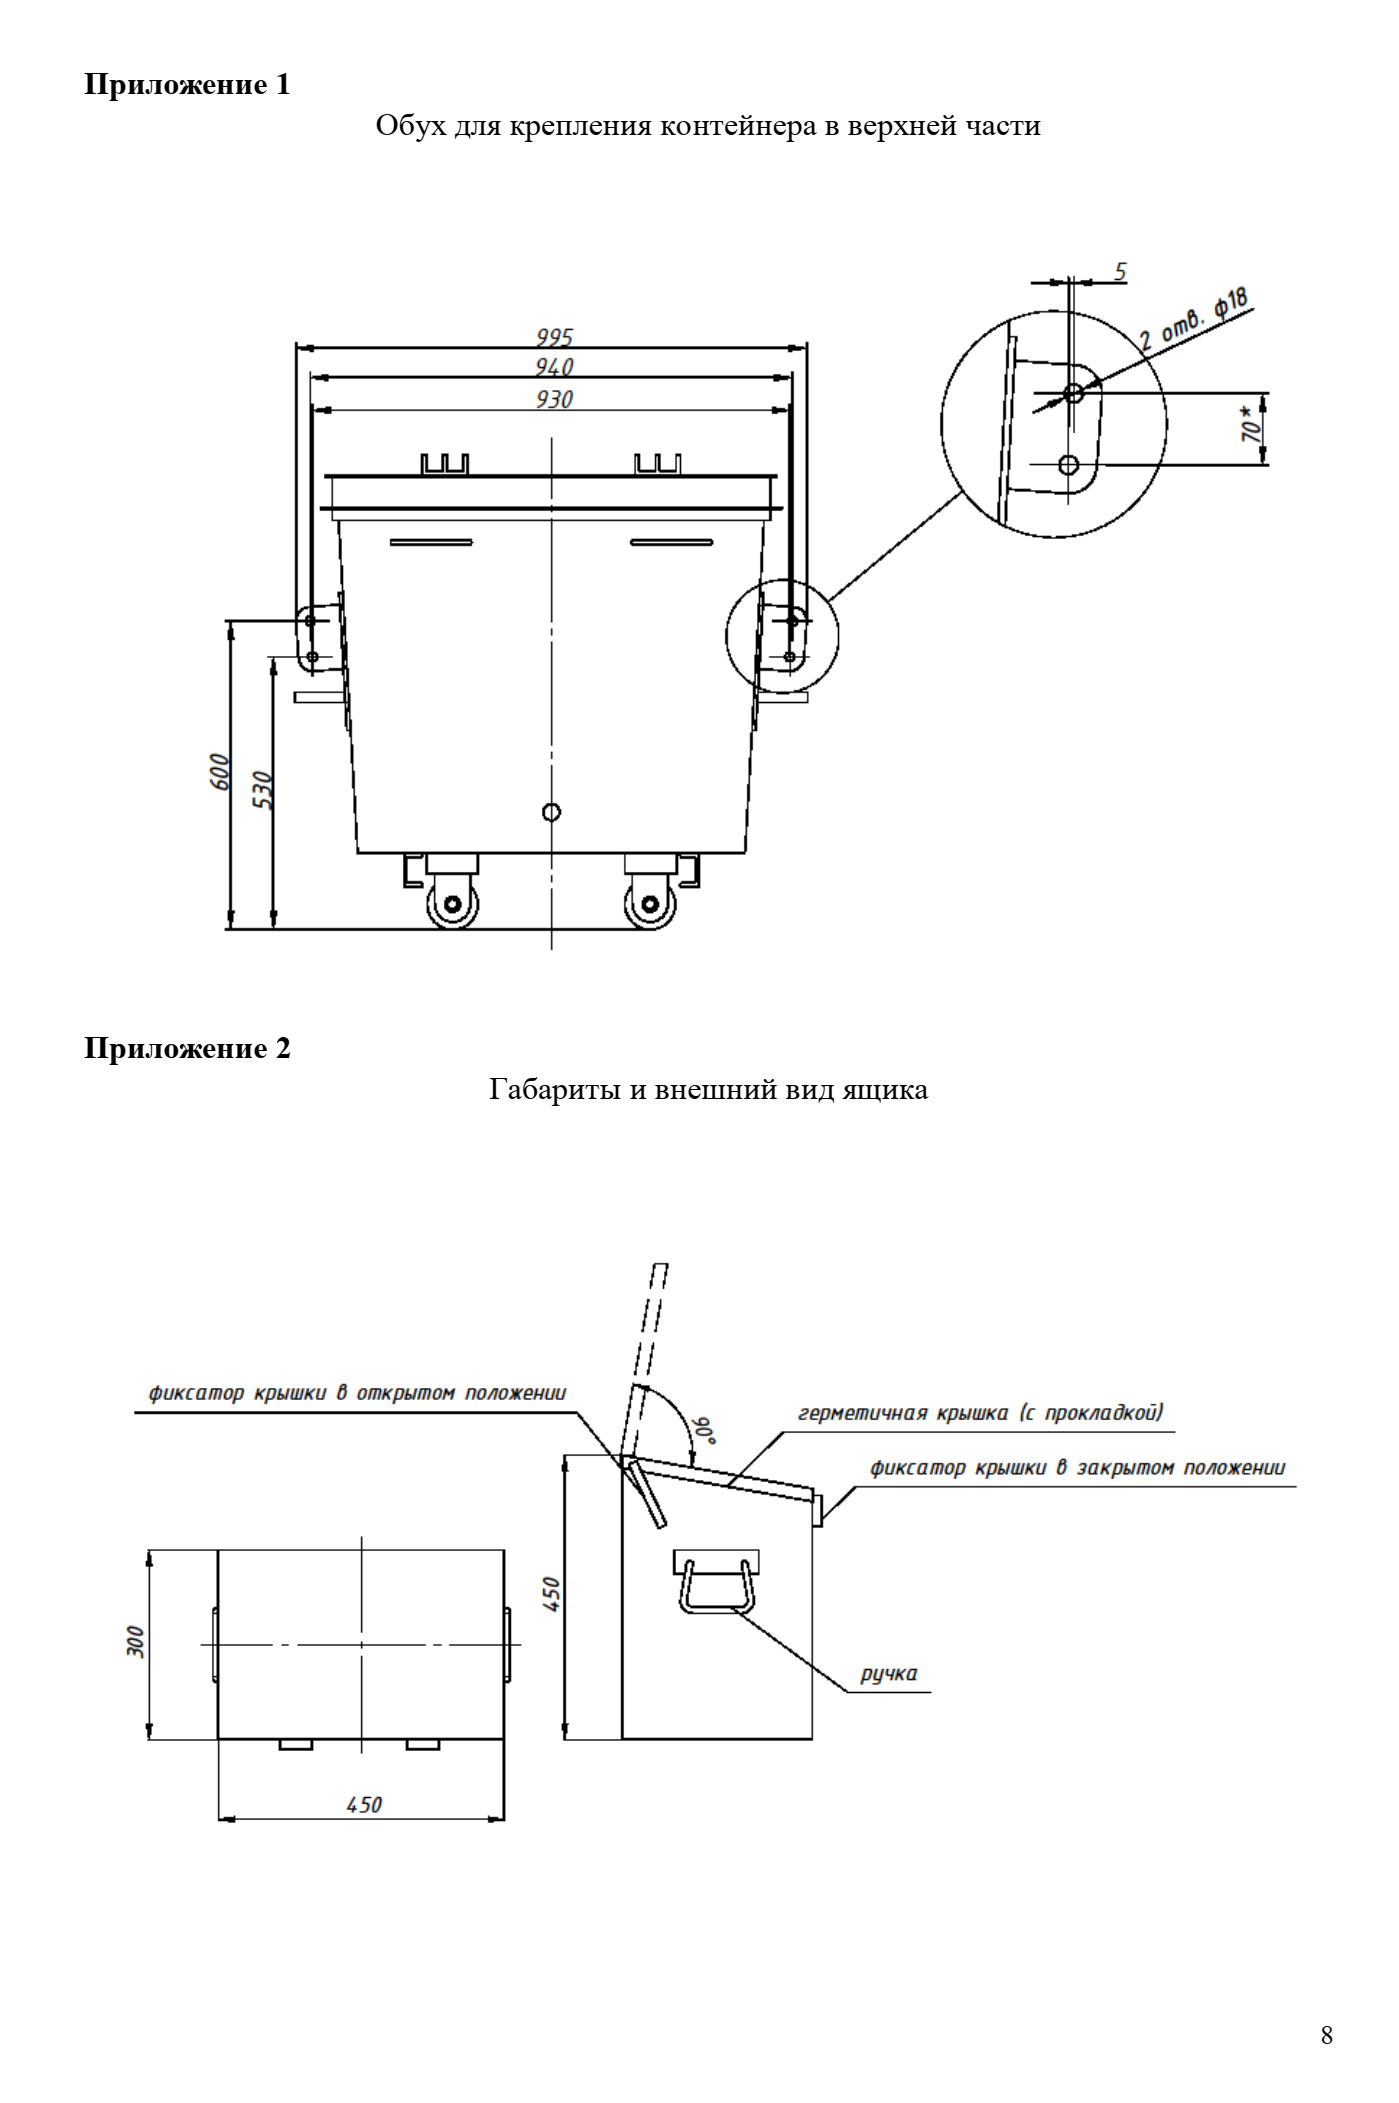 Приложение 1
Обух для крепления контейнера в верхней части
5
2 отв. ф18
995
940
930
70*
600
530
Приложение 2
Габариты и внешний вид ящика
фиксатор крышки в открытом положении
90°
герметичная крышка (с прокладкой)
фиксатор крышки в закрытом положении
450
300
ручка
450
8